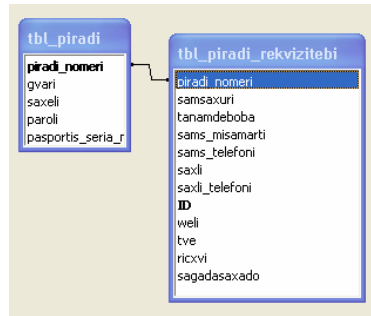 tbl_piradi
piradi_nomeri
gvari
saxeli
paroli
pasportis_seria_r
tbl_piradi_rekvizitebi
piradi_nomeri
samsaxuri
tanamdeboba
sams_misamarti
sams_telefoni
saxli
saxli_telefoni
ID
weli
tve
ricxvi
sagadasaxado